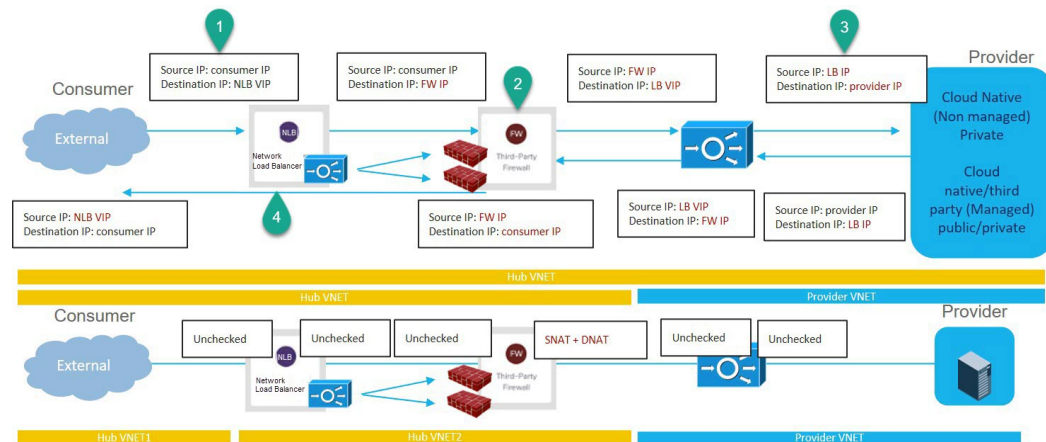 1
3
Source IP: consumer IP
Destination IP: NLB VIP
Source IP: consumer IP
Destination IP: FW IP
2
Source IP: FW IP
Destination IP: LB VIP
Source IP: LB IP
Destination IP: provider IP
Provider
Consumer
External
NLB
Network
Load Balancer
FW
Third-Party
Firewall
Cloud Native
(Non managed)
Private
Cloud
native/third
party (Managed)
public/private
4
Source IP: NLB VIP
Destination IP: consumer IP
Source IP: FW IP
Destination IP: consumer IP
Source IP: LB VIP
Destination IP: FW IP
Source IP: provider IP
Destination IP: LB IP
Hub VNET
Hub VNET
Provider VNET
Consumer
Provider
External
Unchecked
Unchecked
Unchecked
SNAT + DNAT
Unchecked
Unchecked
NLB
Network
Load Balancer
FW
Third-Party
Firewall
Hub VNET1
Hub VNET2
Provider VNET